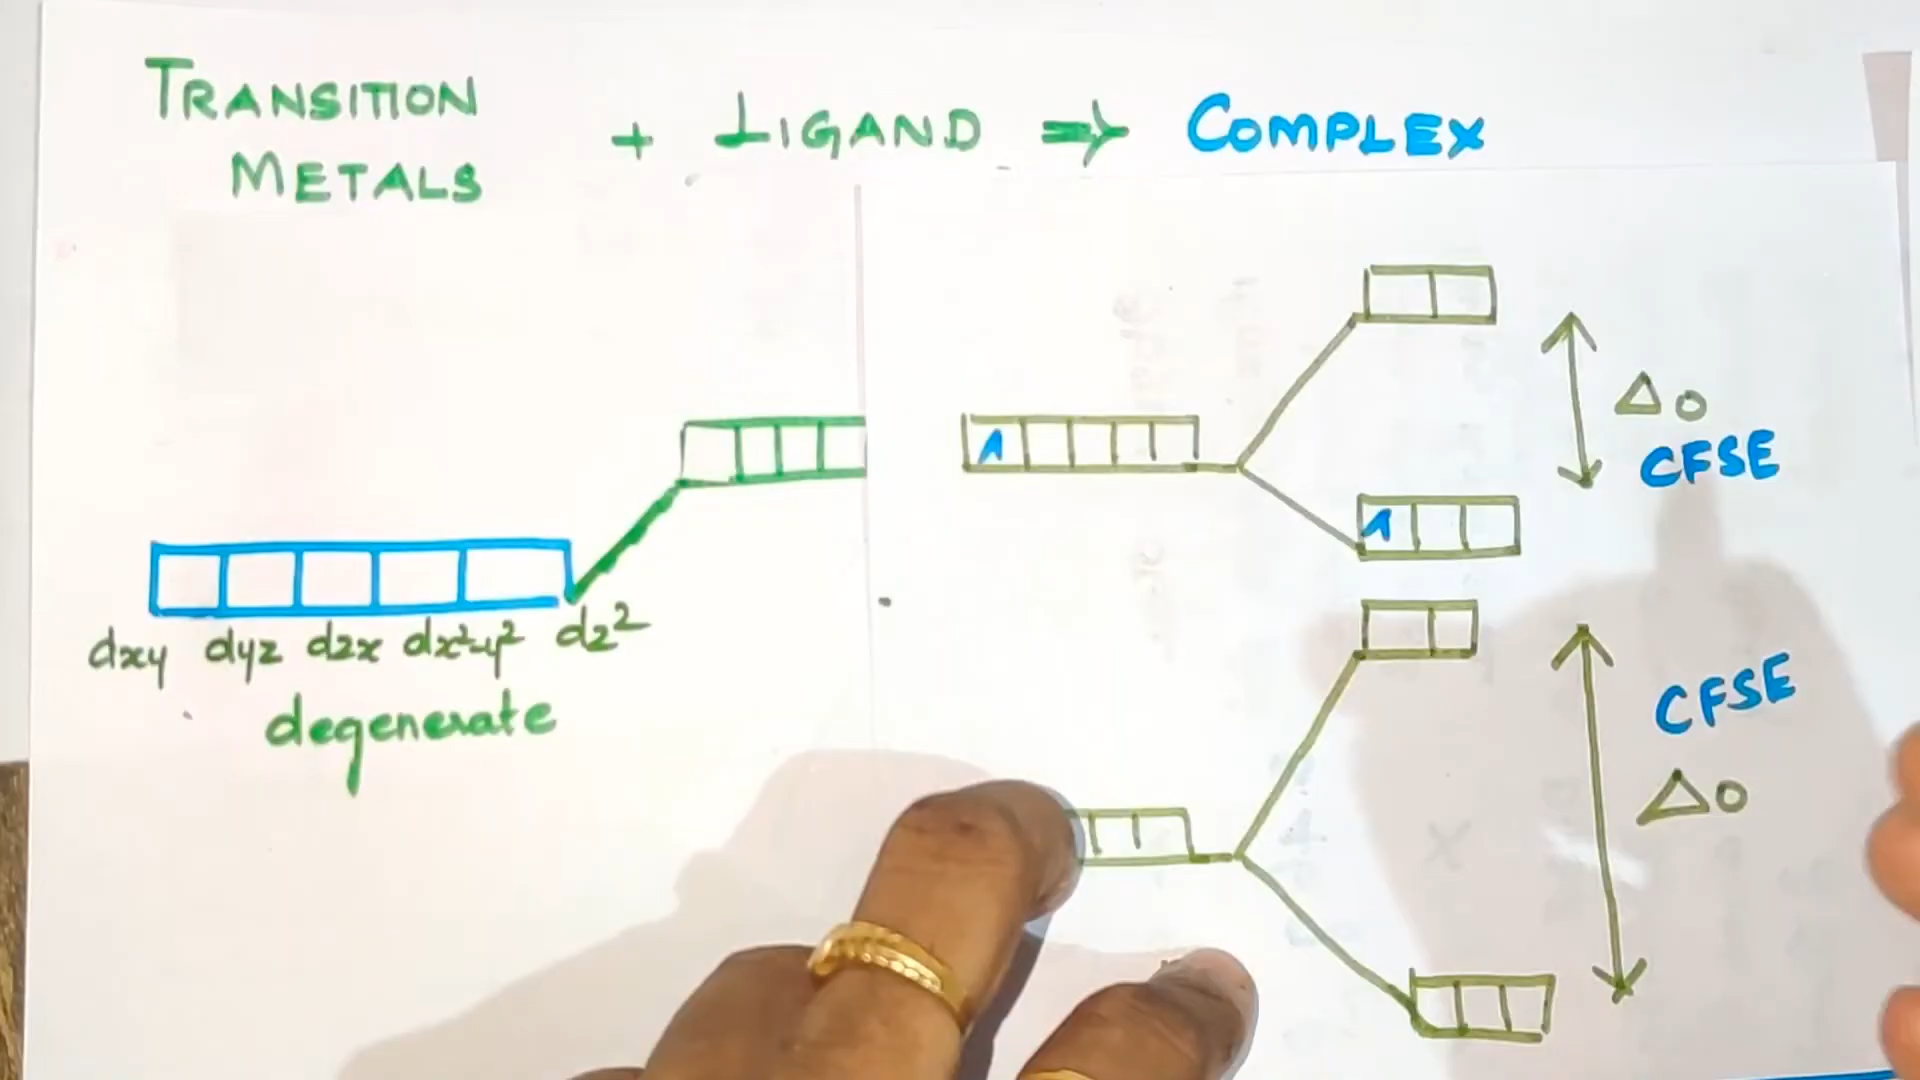 TRANSITION METALS + LIGAND ⇒ COMPLEX
Δo
CFSE
dxy dyz dzx dx²-y² dz²
degenerate
CFSE
Δo